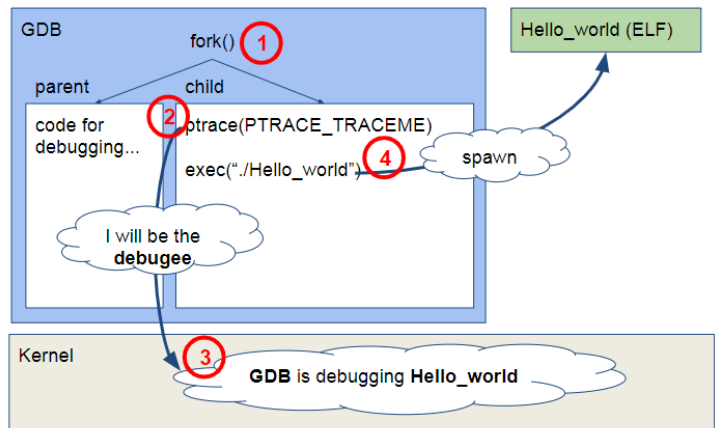 GDB
fork()
1
Hello_world (ELF)
parent
child
code for
debugging...
2
ptrace(PTRACE_TRACEME)
exec("./Hello_world")
4
spawn
I will be the
debugee
Kernel
3
GDB is debugging Hello_world